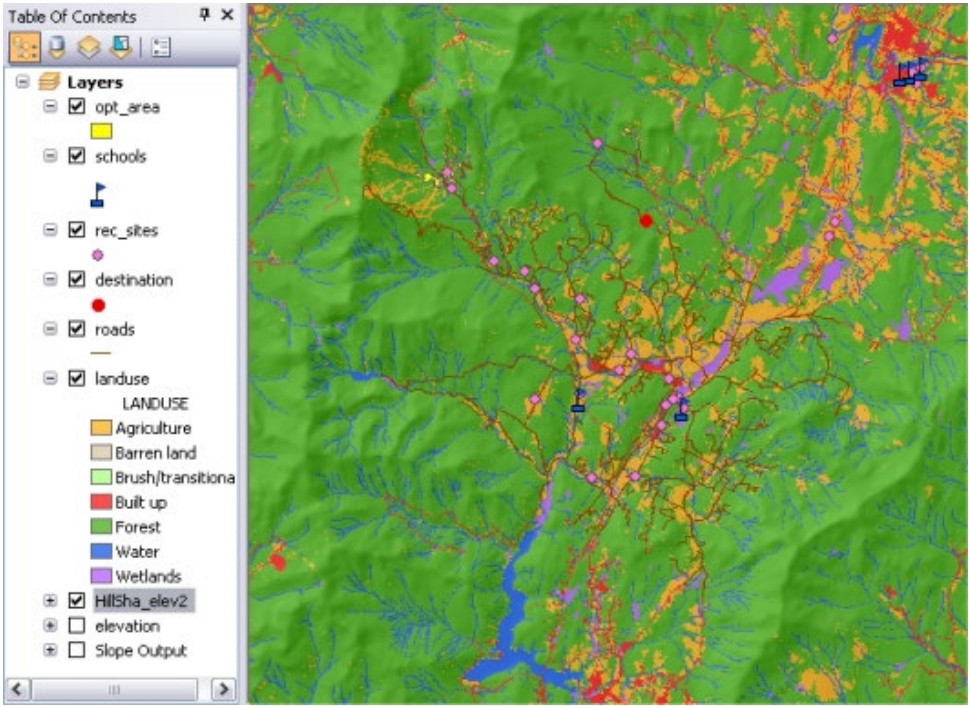 Table Of Contents
Layers
opt_area
schools
rec_sites
destination
roads
landuse
LANDUSE
Agriculture
Barren land
Brush/transitiona
Built up
Forest
Water
Wetlands
HillSha_elev2
elevation
Slope Output